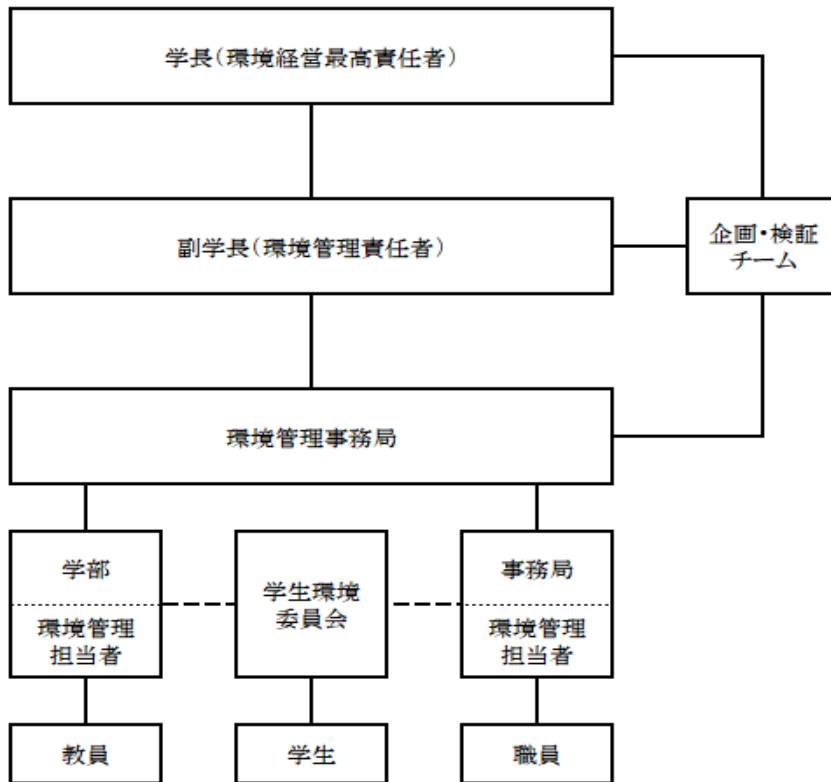 学長(環境経営最高責任者)
副学長(環境管理責任者)
企画・検証
チーム
環境管理事務局
学部
環境管理
担当者
学生環境
委員会
事務局
環境管理
担当者
教員
学生
職員